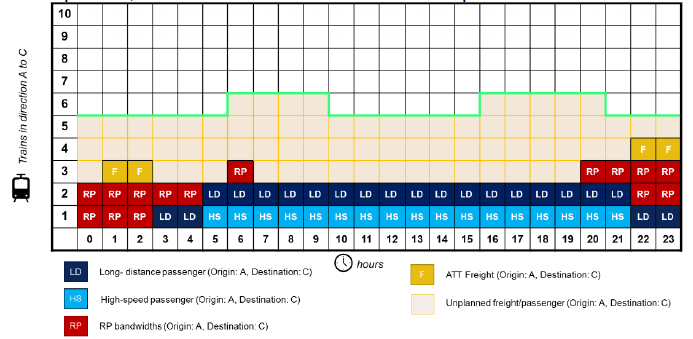 Trains in direction A to C
10
9
8
7
6
5
4 F F
3 F F RP RP RP RP RP
2 RP RP RP RP RP LD LD LD LD LD LD LD LD LD LD LD LD LD LD LD LD LD RP RP
1 RP RP RP LD LD HS HS HS HS HS HS HS HS HS HS HS HS HS HS HS HS HS LD LD
0 1 2 3 4 5 6 7 8 9 10 11 12 13 14 15 16 17 18 19 20 21 22 23
hours
LD Long- distance passenger (Origin: A, Destination: C)
HS High-speed passenger (Origin: A, Destination: C)
RP RP bandwidths (Origin: A, Destination: C)
F ATT Freight (Origin: A, Destination: C)
Unplanned freight/passenger (Origin: A, Destination: C)